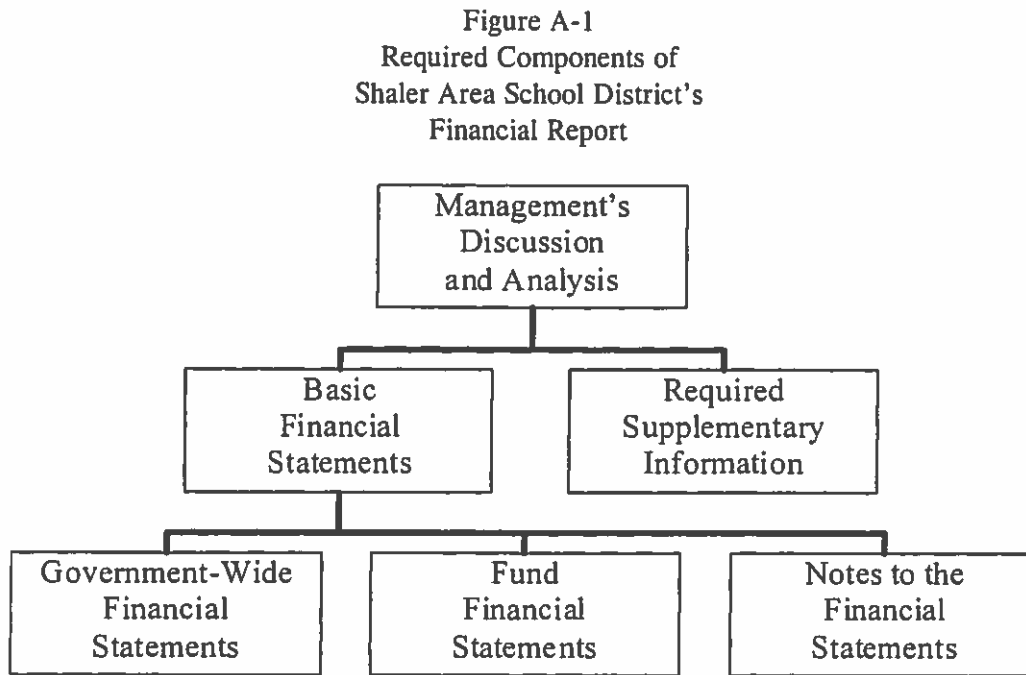 Figure A-1
Required Components of
Shaler Area School District's
Financial Report
Management's
Discussion
and Analysis
Basic
Financial
Statements
Required
Supplementary
Information
Government-Wide
Financial
Statements
Fund
Financial
Statements
Notes to the
Financial
Statements